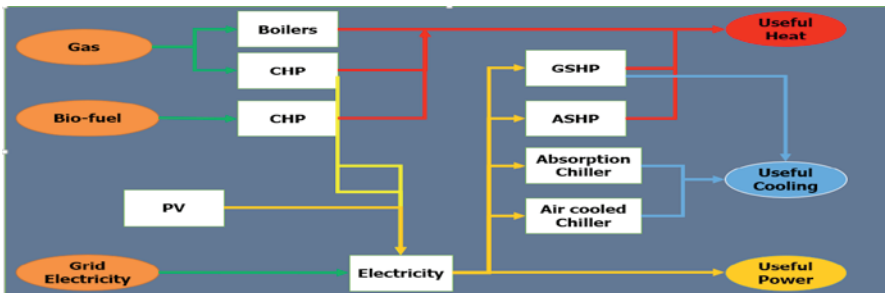 Gas
Boilers
CHP
Bio-fuel
CHP
PV
Grid
Electricity
Electricity
GSHP
ASHP
Absorption
Chiller
Air cooled
Chiller
Useful
Heat
Useful
Cooling
Useful
Power